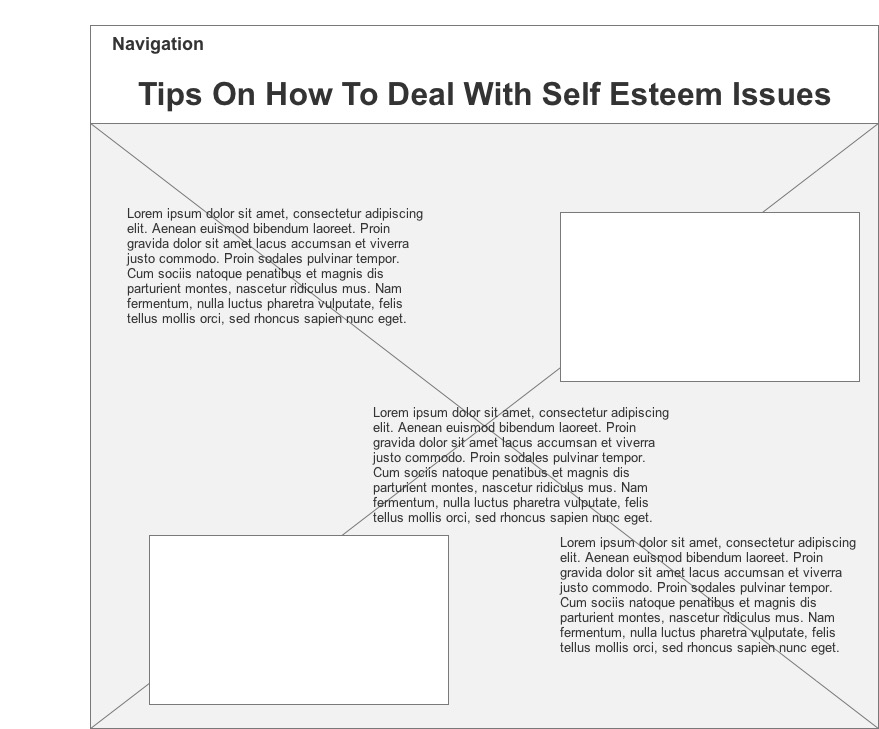 Navigation
Tips On How To Deal With Self Esteem Issues
Lorem ipsum dolor sit amet, consectetur adipiscing
elit. Aenean euismod bibendum laoreet. Proin
gravida dolor sit amet lacus accumsan et viverra
justo commodo. Proin sodales pulvinar tempor.
Cum sociis natoque penatibus et magnis dis
parturient montes, nascetur ridiculus mus. Nam
fermentum, nulla luctus pharetra vulputate, felis
tellus mollis orci, sed rhoncus sapien nunc eget.
Lorem ipsum dolor sit amet, consectetur adipiscing
elit. Aenean euismod bibendum laoreet. Proin
gravida dolor sit amet lacus accumsan et viverra
justo commodo. Proin sodales pulvinar tempor.
Cum sociis natoque penatibus et magnis dis
parturient montes, nascetur ridiculus mus. Nam
fermentum, nulla luctus pharetra vulputate, felis
tellus mollis orci, sed rhoncus sapien nunc eget.
Lorem ipsum dolor sit amet, consectetur adipiscing
elit. Aenean euismod bibendum laoreet. Proin
gravida dolor sit amet lacus accumsan et viverra
justo commodo. Proin sodales pulvinar tempor.
Cum sociis natoque penatibus et magnis dis
parturient montes, nascetur ridiculus mus. Nam
fermentum, nulla luctus pharetra vulputate, felis
tellus mollis orci, sed rhoncus sapien nunc eget.